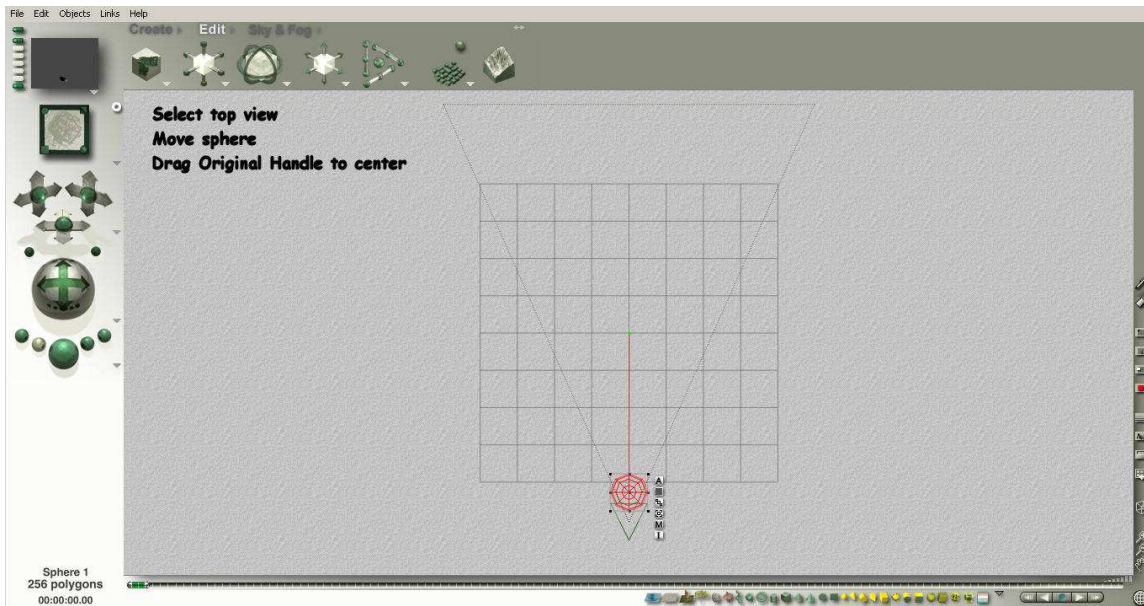 File Edit Objects Links Help
Create Edit Sky & Fog
Select top view
Move sphere
Drag Original Handle to center
A
M
I
Sphere 1
256 polygons
00:00:00.00